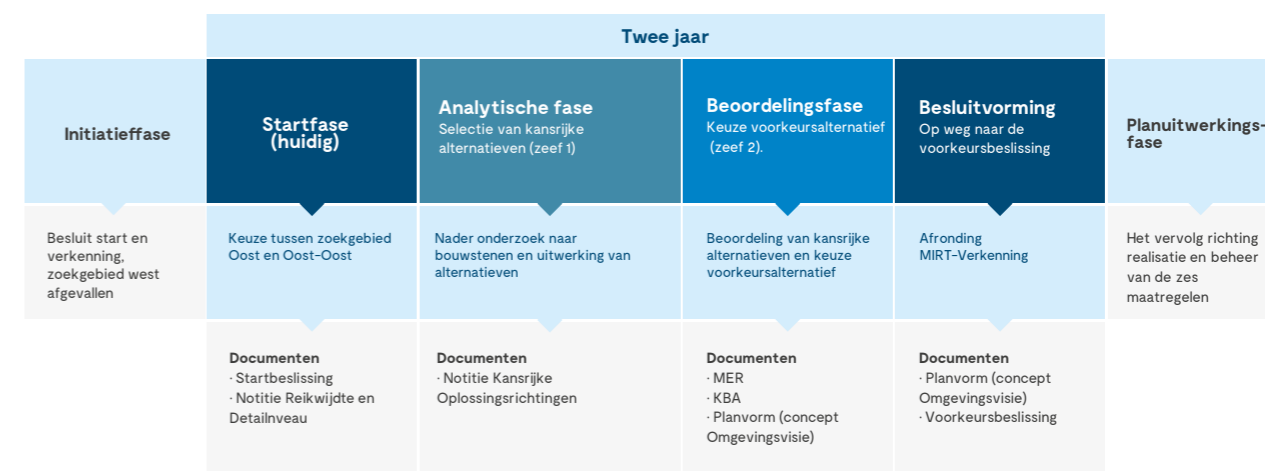 Twee jaar
Initiatieffase
Startfase
(huidig)
Analytische fase
Selectie van kansrijke
alternatieven (zeef 1)
Beoordelingsfase
Keuze voorkeursalternatief
(zeef 2).
Besluitvorming
Op weg naar de
voorkeursbeslissing
Planuitwerkings-
fase
Besluit start en
verkenning,
zoekgebied west
afgevallen
Keuze tussen zoekgebied
Oost en Oost-Oost
Nader onderzoek naar
bouwstenen en uitwerking van
alternatieven
Beoordeling van kansrijke
alternatieven en keuze
voorkeursalternatief
Afronding
MIRT-Verkenning
Het vervolg richting
realisatie en beheer
van de zes
maatregelen
Documenten
· Startbeslissing
· Notitie Reikwijdte en
Detailnveau
Documenten
· Notitie Kansrijke
Oplossingsrichtingen
Documenten
· MER
· KBA
· Planvorm (concept
Omgevingsvisie)
Documenten
· Planvorm (concept
Omgevingsvisie)
· Voorkeursbeslissing